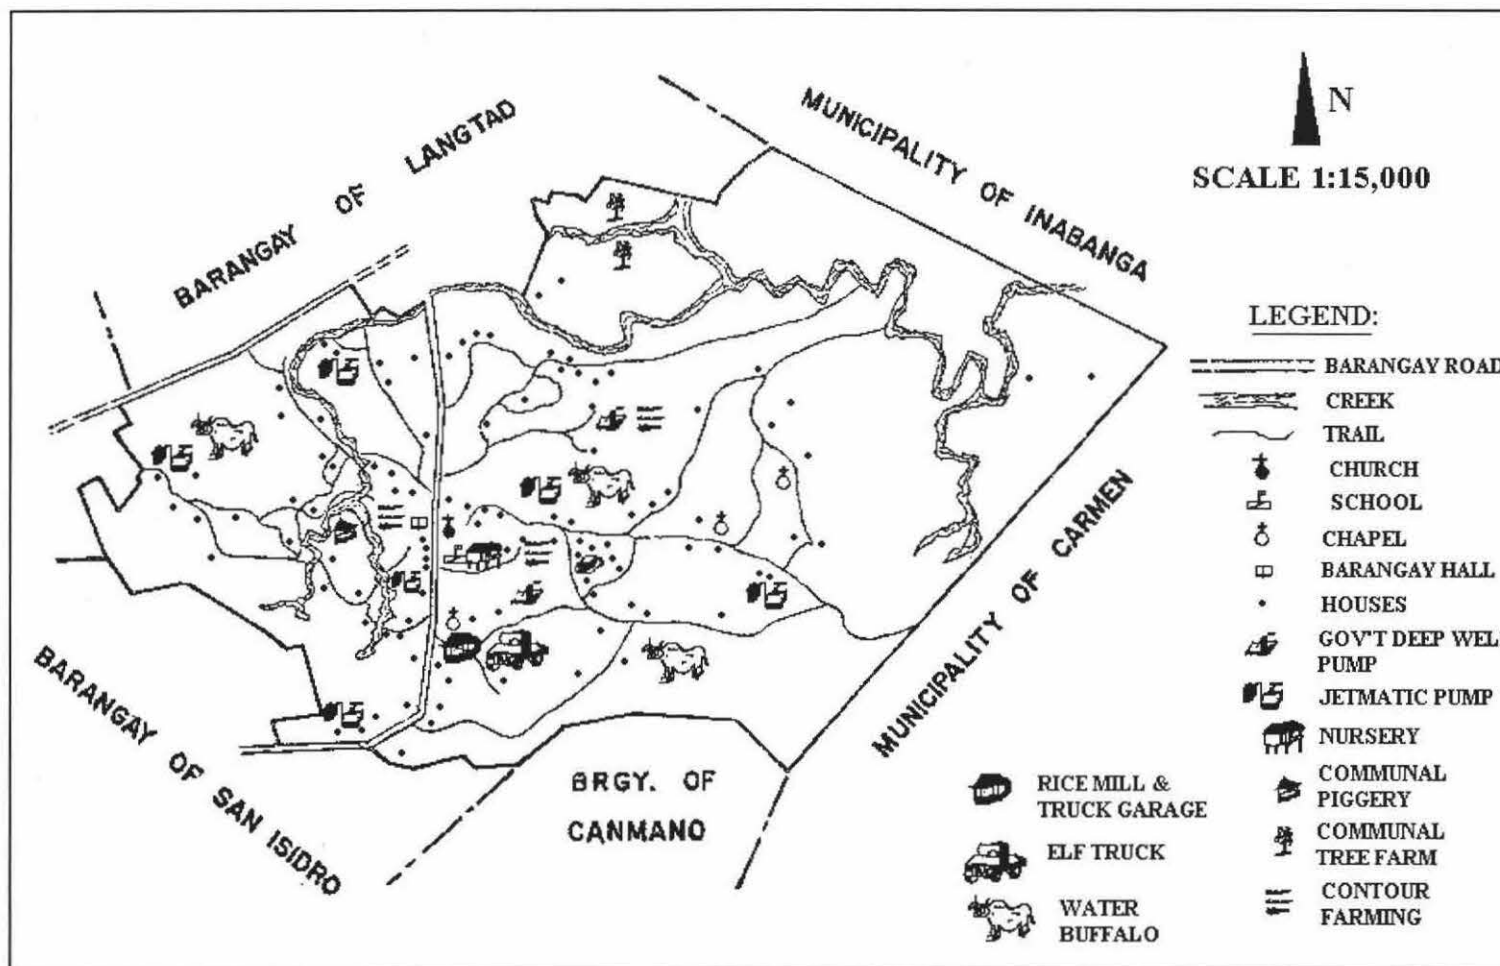 BARANGAY OF LANGTAD
MUNICIPALITY OF INABANGA
N
SCALE 1:15,000
MUNICIPALITY OF CARMEN
BARANGAY OF SAN ISIDRO
BRGY. OF
CANMANO
LEGEND:
BARANGAY ROAD
CREEK
TRAIL
CHURCH
SCHOOL
CHAPEL
BARANGAY HALL
HOUSES
GOV'T DEEP WEL
PUMP
JETMATIC PUMP
NURSERY
COMMUNAL
PIGGERY
COMMUNAL
TREE FARM
CONTOUR
FARMING
RICE MILL &
TRUCK GARAGE
ELF TRUCK
WATER
BUFFALO